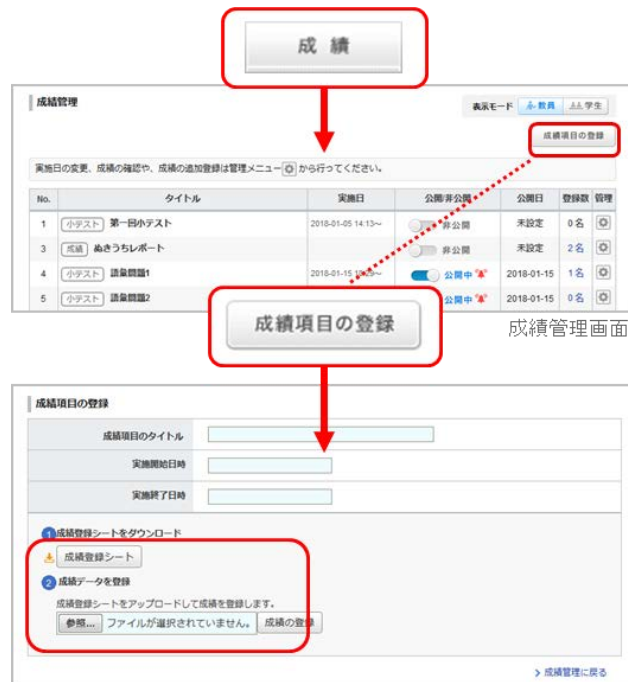 成績
成績管理
表示モード 教員 学生
成績項目の登録
実施日の変更、成績の確認や、成績の追加登録は管理メニュー から行ってください。
No. タイトル 実施日 公開/非公開 公開日 登録数 管理
1 小テスト 第一回小テスト 2018-01-05 14:13～ 非公開 未設定 0名
3 成績 ぬきうちレポート 非公開 未設定 2名
4 小テスト 語彙問題1 2018-01-15 公開中 2018-01-15 1名
5 小テスト 語彙問題2 公開中 2018-01-15 0名
成績項目の登録
成績管理画面
成績項目の登録
成績項目のタイトル
実施開始日時
実施終了日時
1 成績登録シートをダウンロード
成績登録シート
2 成績データを登録
成績登録シートをアップロードして成績を登録します。
参照... ファイルが選択されていません。 成績の登録
> 成績管理に戻る